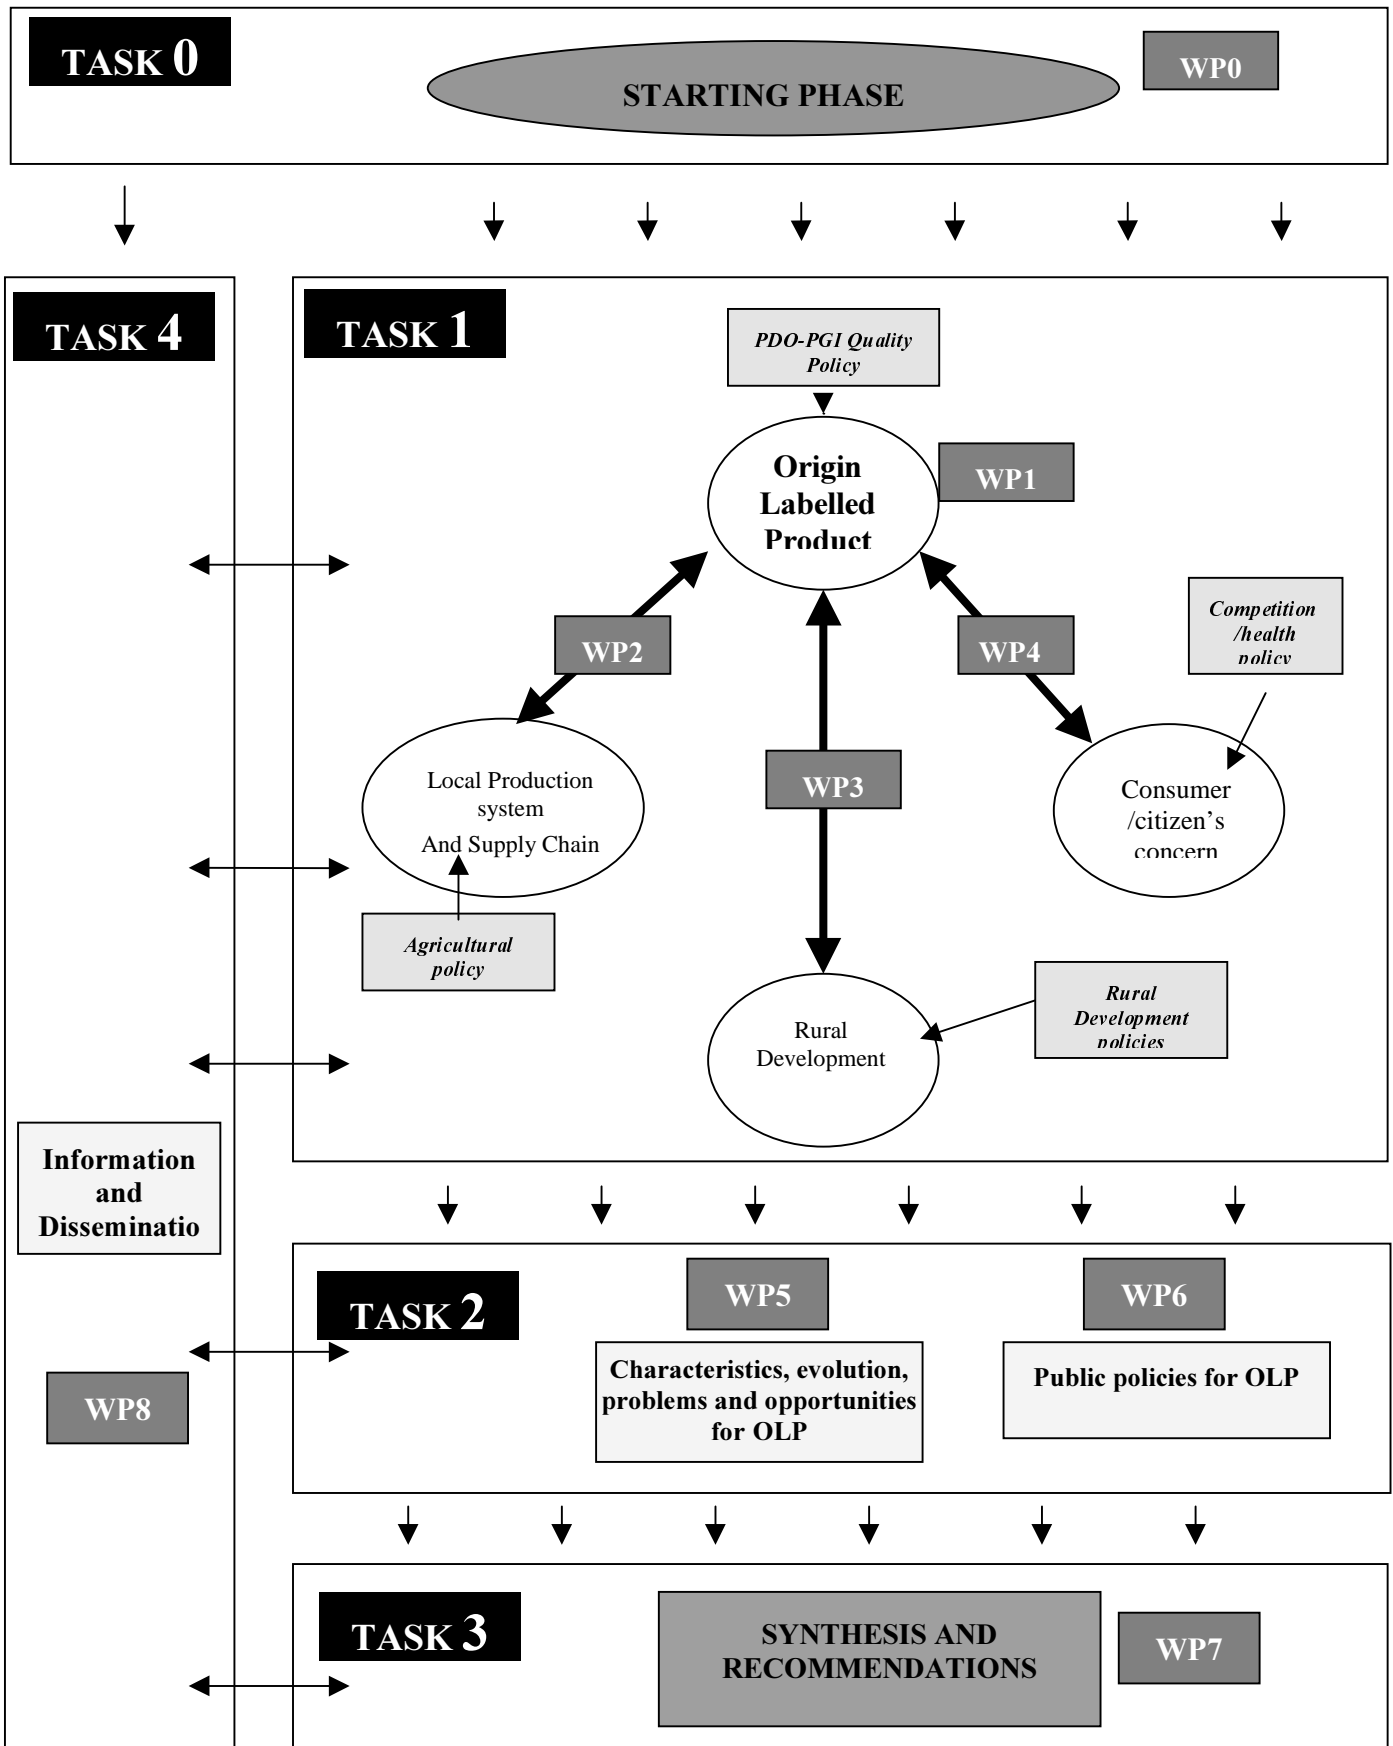 TASK 0
STARTING PHASE
WP0
TASK 4
TASK 1
PDO-PGI Quality
Policy
Origin
Labelled
Product
WP1
Competition
/health
policy
WP2
WP4
WP3
Local Production
system
And Supply Chain
Consumer
/citizen's
concern
Agricultural
policy
Rural
Development
Rural
Development
policies
Information
and
Disseminatio
TASK 2
WP5
WP6
Characteristics, evolution,
problems and opportunities
for OLP
Public policies for OLP
WP8
TASK 3
SYNTHESIS AND
RECOMMENDATIONS
WP7